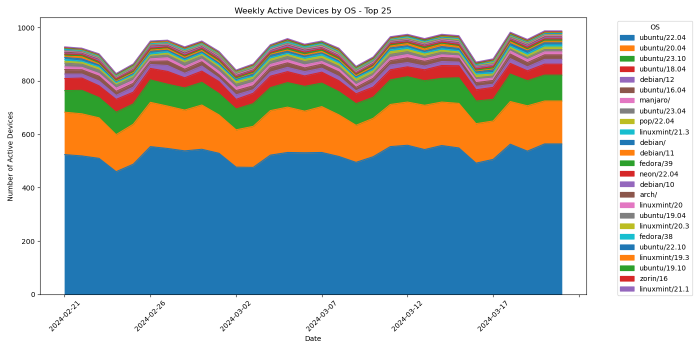 Weekly Active Devices by OS - Top 25
Number of Active Devices
1000
800
600
400
200
0
2024-02-21
2024-02-26
2024-03-02
2024-03-07
2024-03-12
2024-03-17
Date
OS
ubuntu/22.04
ubuntu/20.04
ubuntu/23.10
ubuntu/18.04
debian/12
ubuntu/16.04
manjaro/
ubuntu/23.04
pop/22.04
linuxmint/21.3
debian/
debian/11
fedora/39
neon/22.04
debian/10
arch/
linuxmint/20
ubuntu/19.04
linuxmint/20.3
fedora/38
ubuntu/22.10
linuxmint/19.3
ubuntu/19.10
zorin/16
linuxmint/21.1